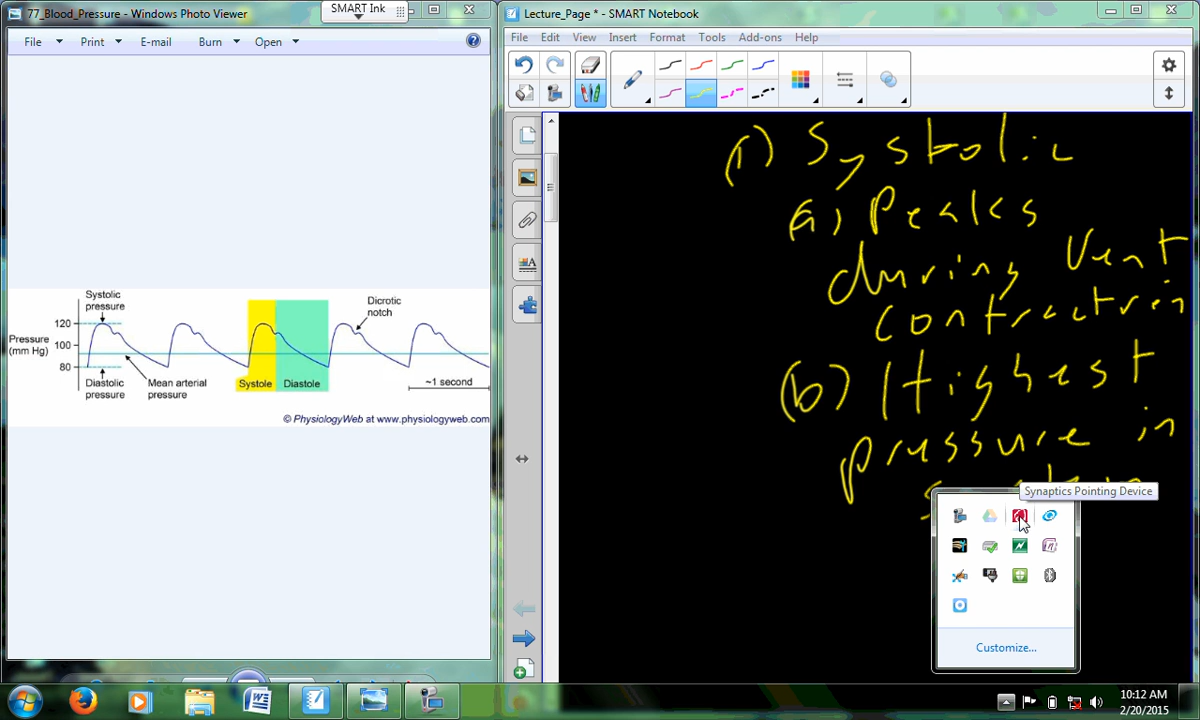 77_Blood_Pressure - Windows Photo Viewer
SMART Ink
File Print E-mail Burn Open
Systolic
pressure
Dicrotic
notch
120
Pressure
(mm Hg)
100
80
Systole Diastole
~1 second
Diastolic
pressure
Mean arterial
pressure
© PhysiologyWeb at www.physiologyweb.com
Lecture_Page * - SMART Notebook
File Edit View Insert Format Tools Add-ons Help
(1) Systolic
(a) Peaks
during Vent
contraction
(b) Highest
pressure in
Synaptics Pointing Device
Customize...
10:12 AM
2/20/2015